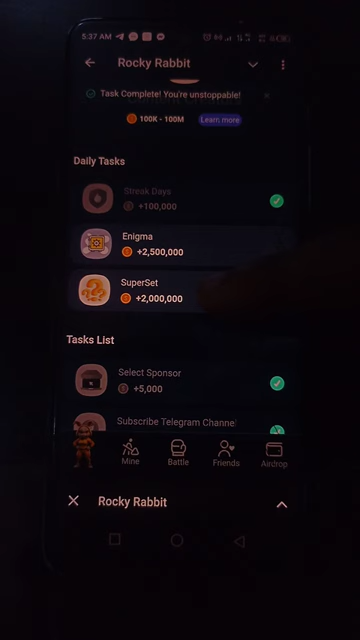 5:37 AM
Rocky Rabbit
Task Complete! You're unstoppable!
100K - 100M
Learn more
Daily Tasks
Streak Days
+100,000
Enigma
+2,500,000
SuperSet
+2,000,000
Tasks List
Select Sponsor
+5,000
Subscribe Telegram Channel
Mine
Battle
Friends
Airdrop
Rocky Rabbit